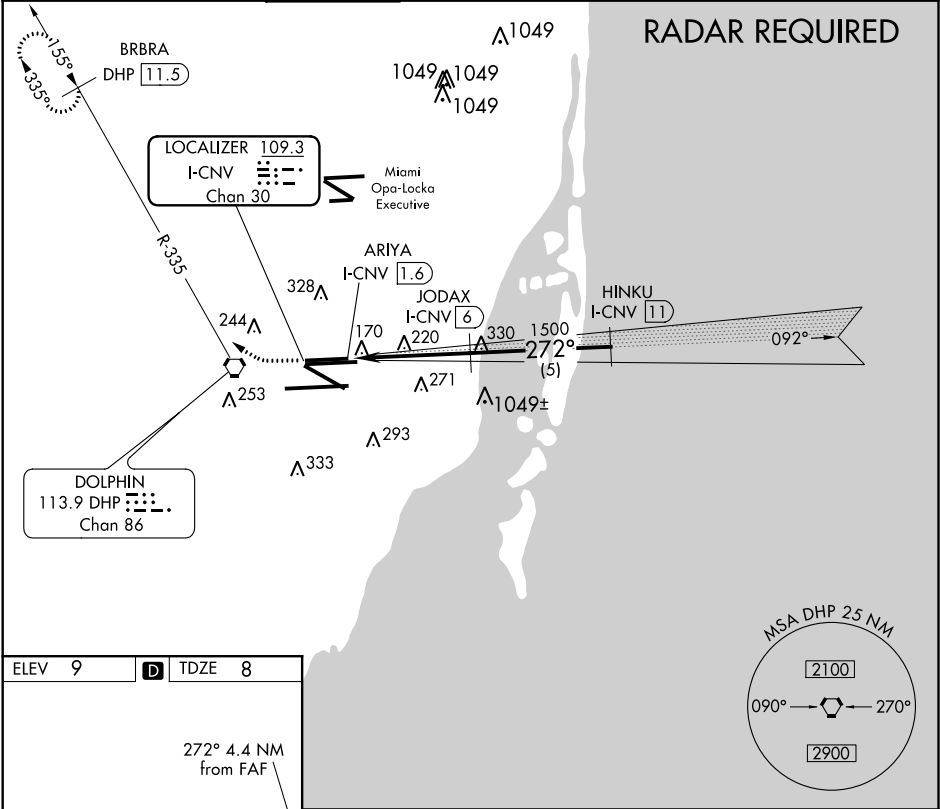 RADAR REQUIRED
1049
155°
335°
BRBRA
DHP 11.5
1049
1049
1049
LOCALIZER 109.3
I-CNV
Chan 30
Miami
Opa-Locka
Executive
R-335
ARIYA
I-CNV 1.6
328
JODAX
I-CNV 6
HINKU
I-CNV 11
244
170
220
330
1500
272°
(5)
092°
253
271
1049±
293
333
DOLPHIN
113.9 DHP
Chan 86
MSA DHP 25 NM
2100
090°
270°
2900
ELEV 9
D
TDZE 8
272° 4.4 NM
from FAF